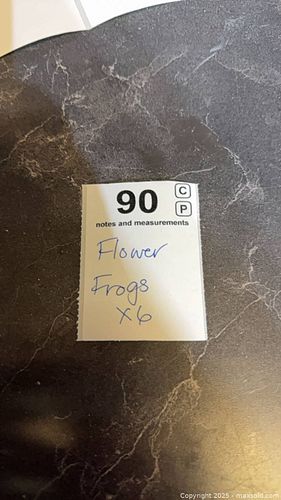 90 C
P
notes and measurements
Flower
Frogs
x6
Copyright 2025 - maxsold.com